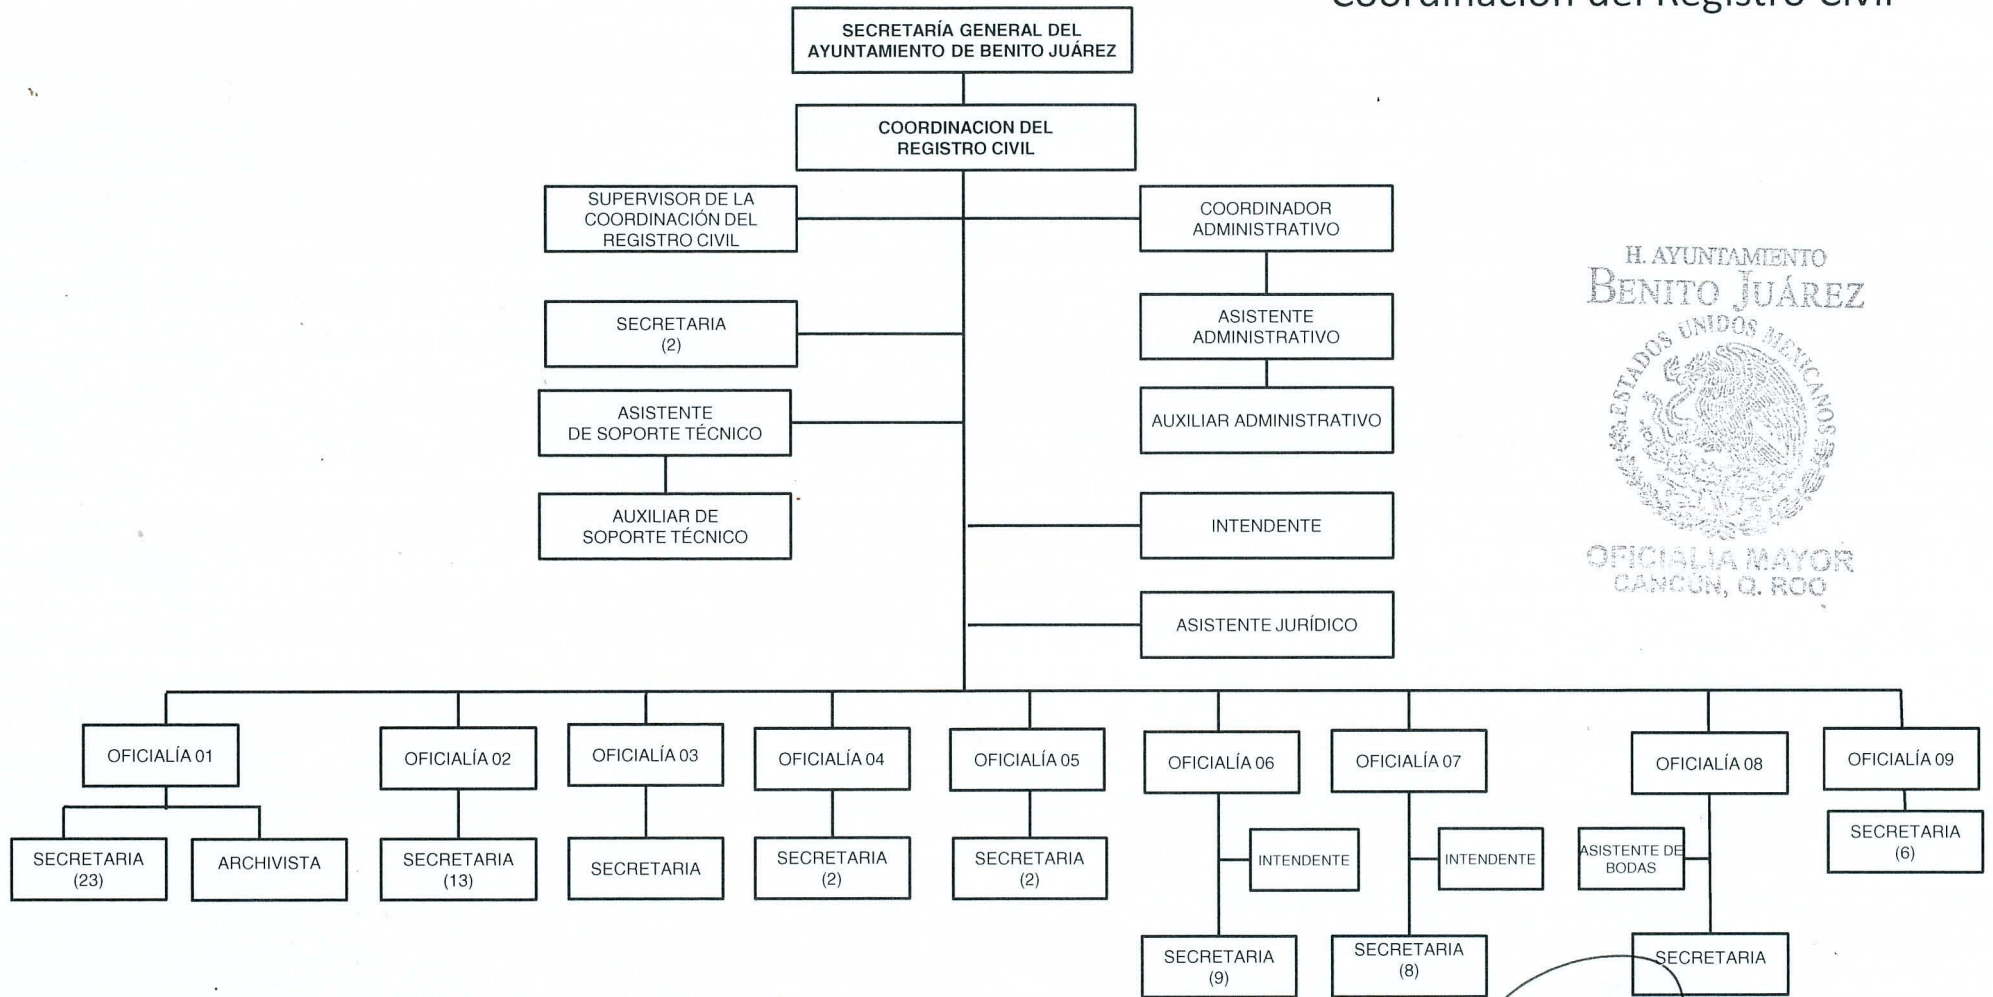 Coordinación del Registro Civil
SECRETARÍA GENERAL DEL
AYUNTAMIENTO DE BENITO JUÁREZ
COORDINACION DEL
REGISTRO CIVIL
SUPERVISOR DE LA
COORDINACIÓN DEL
REGISTRO CIVIL
COORDINADOR
ADMINISTRATIVO
SECRETARIA
(2)
ASISTENTE
ADMINISTRATIVO
ASISTENTE
DE SOPORTE TÉCNICO
AUXILIAR ADMINISTRATIVO
AUXILIAR DE
SOPORTE TÉCNICO
INTENDENTE
ASISTENTE JURÍDICO
H. AYUNTAMIENTO
BENITO JUÁREZ
ESTADOS UNIDOS MEXICANOS
OFICIALIA MAYOR
CANCÚN, Q. ROO
OFICIALÍA 01
OFICIALÍA 02
OFICIALÍA 03
OFICIALÍA 04
OFICIALÍA 05
OFICIALÍA 06
OFICIALÍA 07
OFICIALÍA 08
OFICIALÍA 09
SECRETARIA
(23)
ARCHIVISTA
SECRETARIA
(13)
SECRETARIA
SECRETARIA
(2)
SECRETARIA
(2)
INTENDENTE
INTENDENTE
ASISTENTE DE
BODAS
SECRETARIA
(6)
SECRETARIA
(9)
SECRETARIA
(8)
SECRETARIA